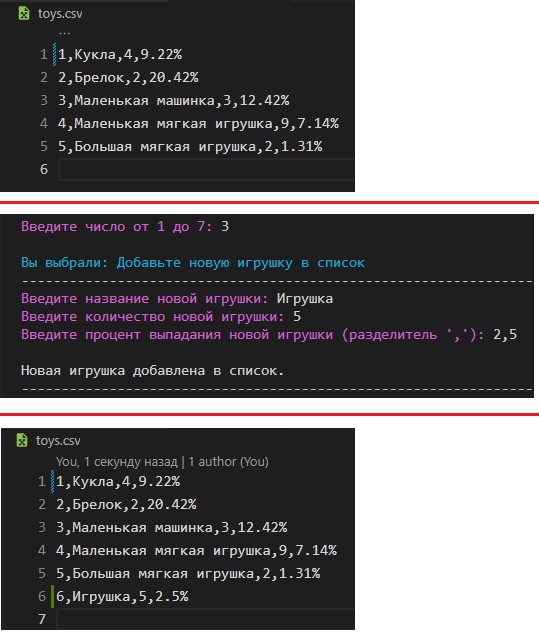 toys.csv
...
1 1,Кукла,4,9.22%
2 2,Брелок,2,20.42%
3 3,Маленькая машинка,3,12.42%
4 4,Маленькая мягкая игрушка,9,7.14%
5 5,Большая мягкая игрушка,2,1.31%
6
Введите число от 1 до 7: 3
Вы выбрали: Добавьте новую игрушку в список
--------------------------------------------------------------
Введите название новой игрушки: Игрушка
Введите количество новой игрушки: 5
Введите процент выпадания новой игрушки (разделитель ','): 2,5
Новая игрушка добавлена в список.
--------------------------------------------------------------
toys.csv
You, 1 секунду назад | 1 author (You)
1 1,Кукла,4,9.22%
2 2,Брелок,2,20.42%
3 3,Маленькая машинка,3,12.42%
4 4,Маленькая мягкая игрушка,9,7.14%
5 5,Большая мягкая игрушка,2,1.31%
6 6,Игрушка,5,2.5%
7